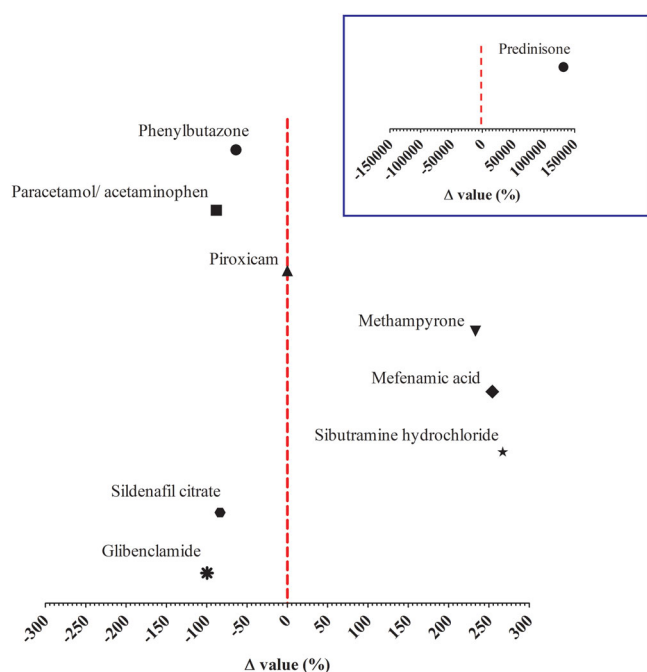 Predinisone
-150000 -100000 -50000 0 50000 100000 150000
Δ value (%)
Phenylbutazone
Paracetamol/ acetaminophen
Piroxicam
Methampyrone
Mefenamic acid
Sibutramine hydrochloride
Sildenafil citrate
Glibenclamide
-300 -250 -200 -150 -100 -50 0 50 100 150 200 250 300
Δ value (%)